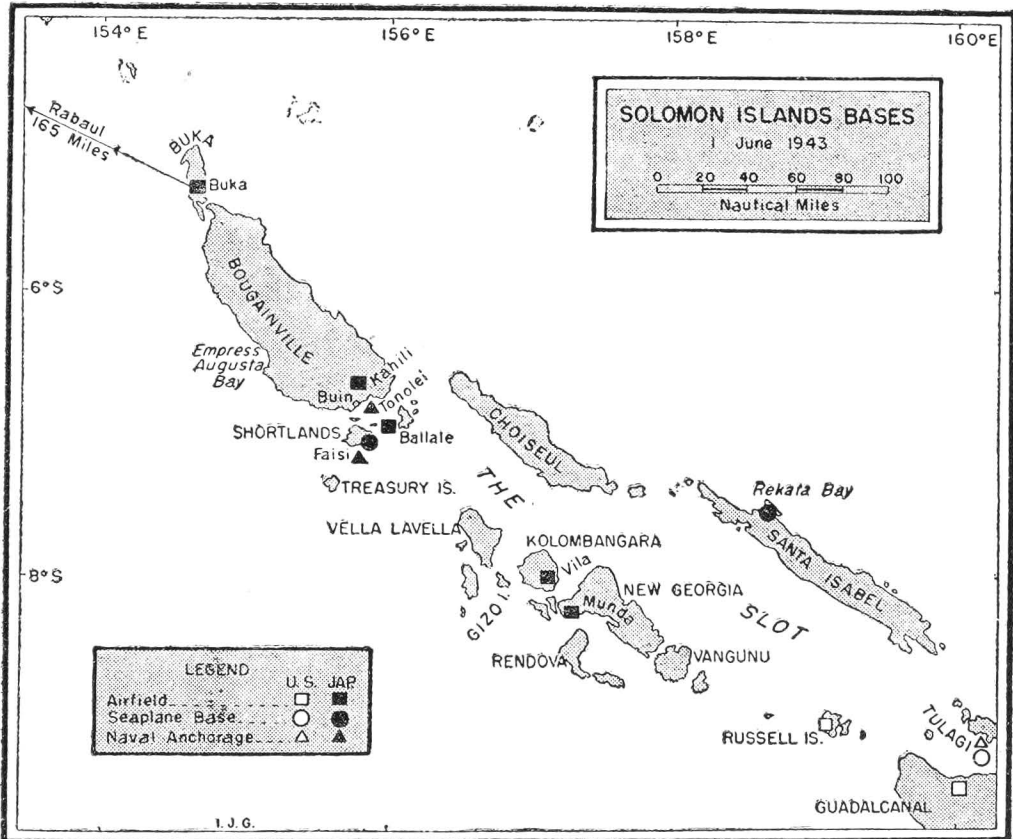 154° E
156° E
158° E
160° E
SOLOMON ISLANDS BASES
1 June 1943
0 20 40 60 80 100
Nautical Miles
Rabaul
165 Miles
BUKA
Buka
6°S
BOUGAINVILLE
Empress
Augusta
Bay
Kahili
Buin
Tonolei
SHORTLANDS
Ballale
Faisi
TREASURY IS.
CHOISEUL
THE
SLOT
Rekata Bay
SANTA ISABEL
VELLA LAVELLA
KOLOMBANGARA
Vila
8°S
GIZO I.
NEW GEORGIA
Munda
RENDOVA
VANGUNU
LEGEND
U.S. JAP.
Airfield
Seaplane Base
Naval Anchorage
RUSSELL IS.
TULAGI
GUADALCANAL
I. J. G.